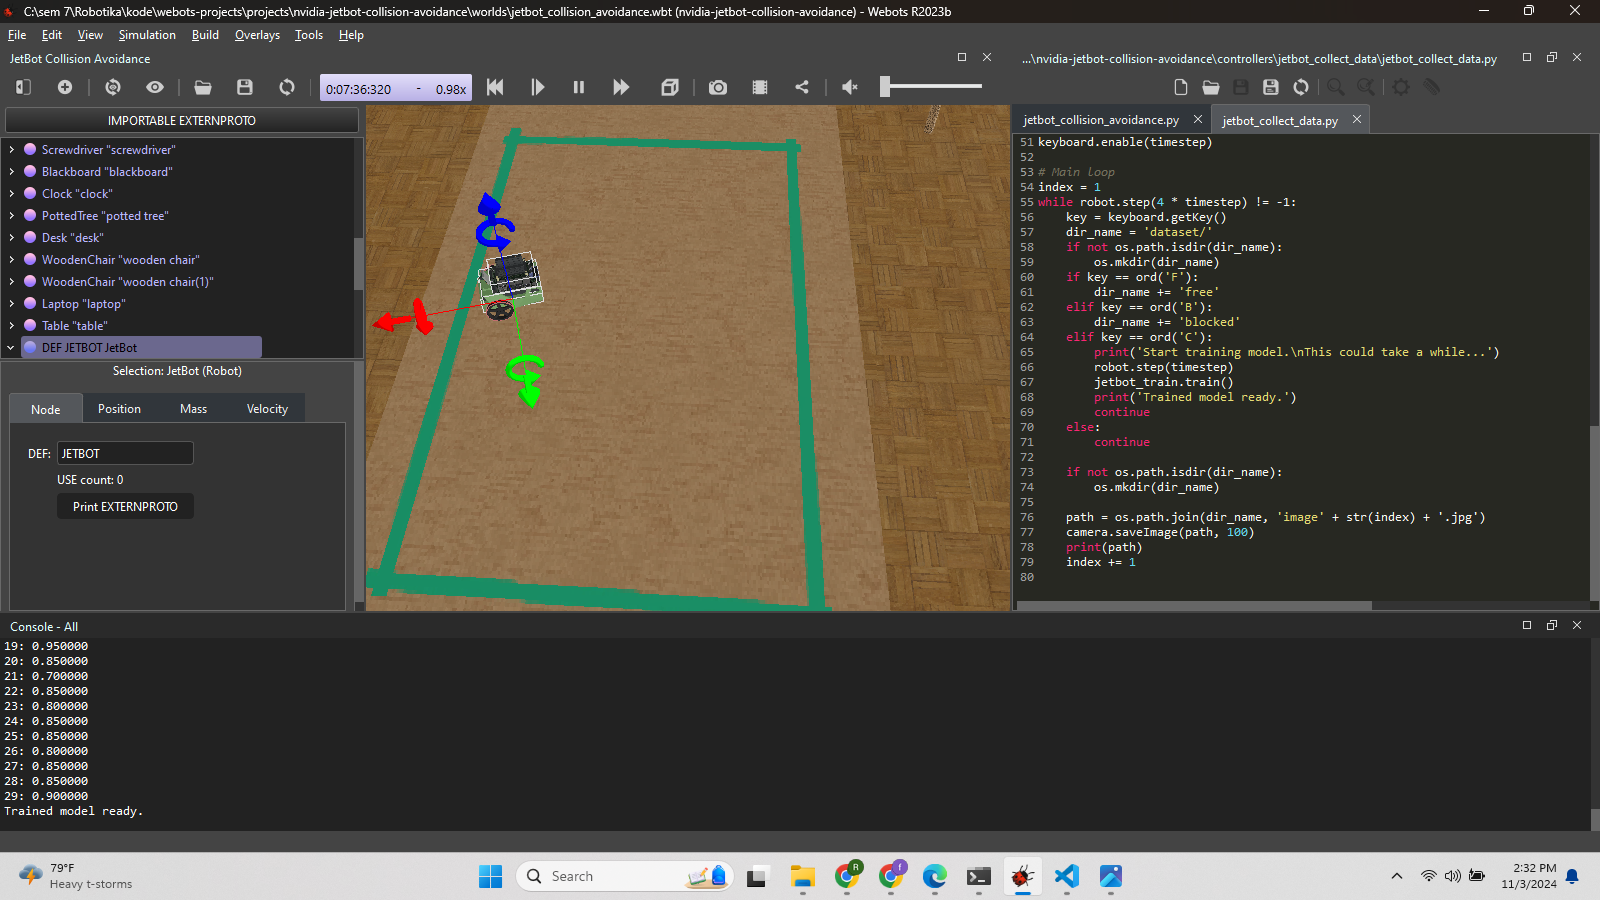 C:\sem 7\Robotika\kode\webots-projects\projects\nvidia-jetbot-collision-avoidance\worlds\jetbot_collision_avoidance.wbt (nvidia-jetbot-collision-avoidance) - Webots R2023b
File Edit View Simulation Build Overlays Tools Help
JetBot Collision Avoidance
0:07:36:320 - 0.98x
IMPORTABLE EXTERNPROTO
Screwdriver "screwdriver"
Blackboard "blackboard"
Clock "clock"
PottedTree "potted tree"
Desk "desk"
WoodenChair "wooden chair"
WoodenChair "wooden chair(1)"
Laptop "laptop"
Table "table"
DEF JETBOT JetBot
Selection: JetBot (Robot)
Node Position Mass Velocity
DEF: JETBOT
USE count: 0
Print EXTERNPROTO
...\nvidia-jetbot-collision-avoidance\controllers\jetbot_collect_data\jetbot_collect_data.py
jetbot_collision_avoidance.py jetbot_collect_data.py
51 keyboard.enable(timestep)
52
53 # Main loop
54 index = 1
55 while robot.step(4 * timestep) != -1:
56     key = keyboard.getKey()
57     dir_name = 'dataset/'
58     if not os.path.isdir(dir_name):
59         os.mkdir(dir_name)
60     if key == ord('F'):
61         dir_name += 'free'
62     elif key == ord('B'):
63         dir_name += 'blocked'
64     elif key == ord('C'):
65         print('Start training model.\nThis could take a while...')
66         robot.step(timestep)
67         jetbot_train.train()
68         print('Trained model ready.')
69         continue
70     else:
71         continue
72
73     if not os.path.isdir(dir_name):
74         os.mkdir(dir_name)
75
76     path = os.path.join(dir_name, 'image' + str(index) + '.jpg')
77     camera.saveImage(path, 100)
78     print(path)
79     index += 1
80
Console - All
19: 0.950000
20: 0.850000
21: 0.700000
22: 0.850000
23: 0.800000
24: 0.850000
25: 0.850000
26: 0.800000
27: 0.850000
28: 0.850000
29: 0.900000
Trained model ready.
79°F
Heavy t-storms
Search
R
f
2:32 PM
11/3/2024